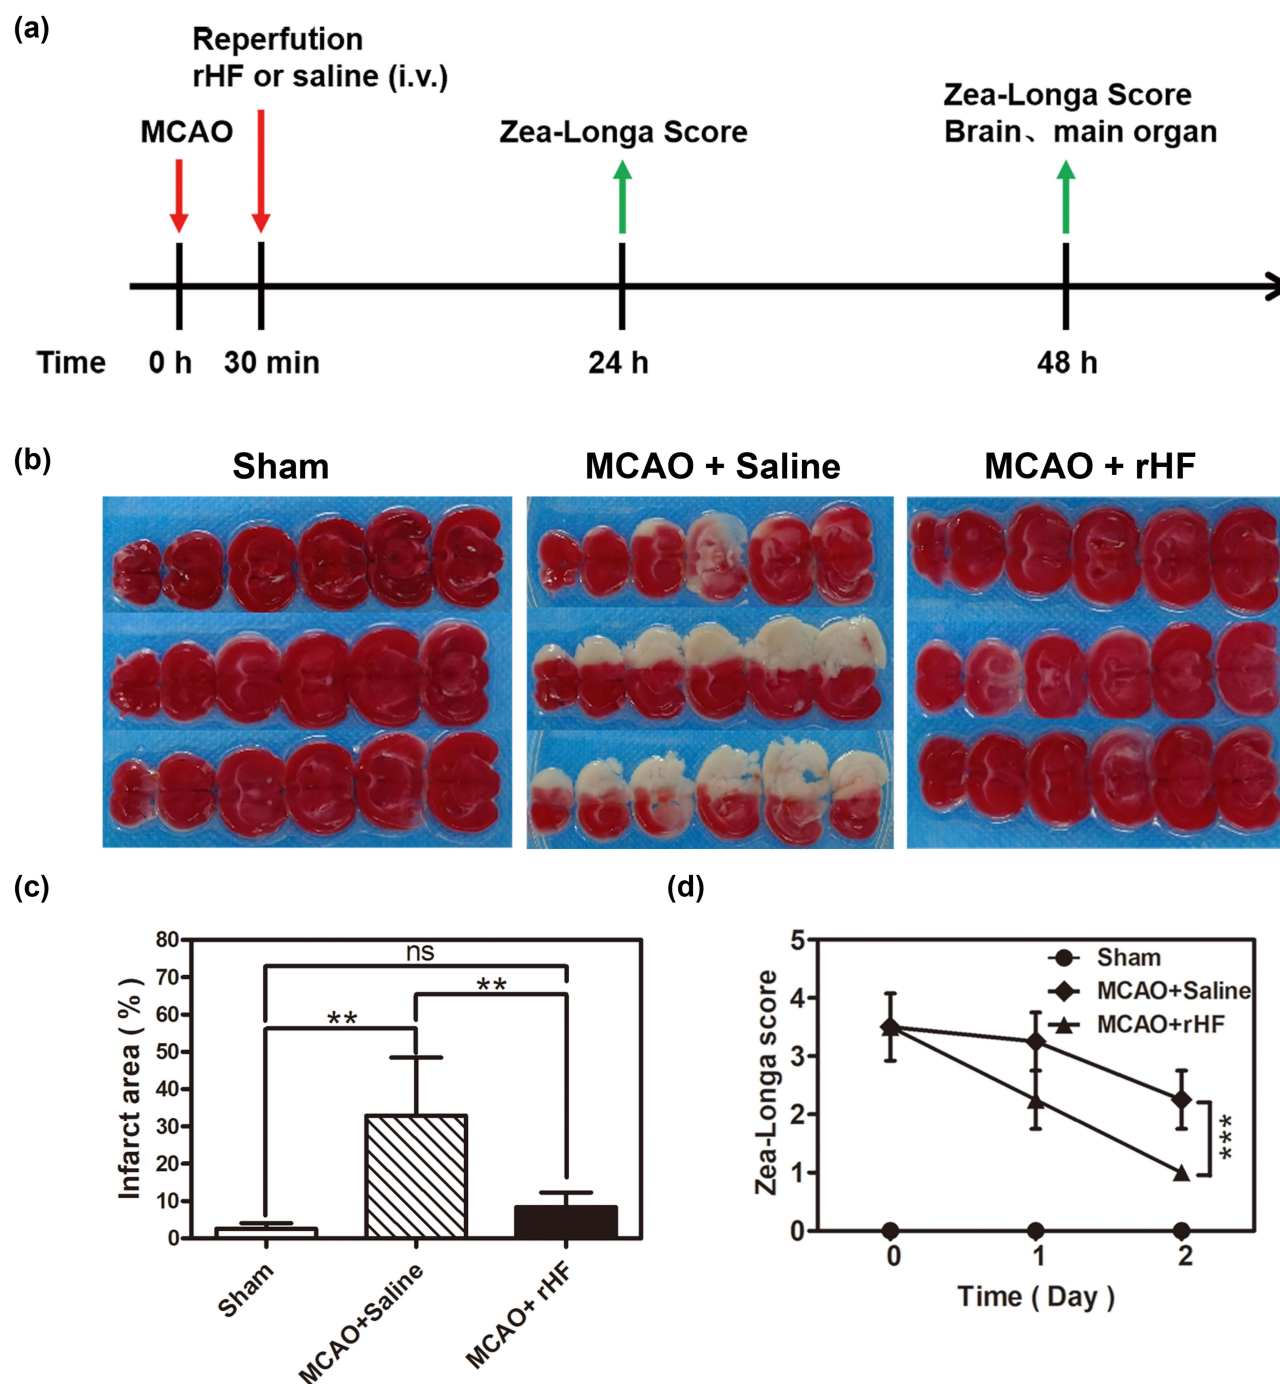 (a)
Reperfution
rHF or saline (i.v.)
MCAO
Zea-Longa Score
Zea-Longa Score
Brain、main organ
Time 0 h 30 min 24 h 48 h
(b)
Sham MCAO + Saline MCAO + rHF
(c)
Infarct area ( % )
80
70
60
50
40
30
20
10
0
ns
**
**
Sham
MCAO+Saline
MCAO+ rHF
(d)
Zea-Longa score
5
4
3
2
1
0
Sham
MCAO+Saline
MCAO+rHF
***
0 1 2
Time ( Day )